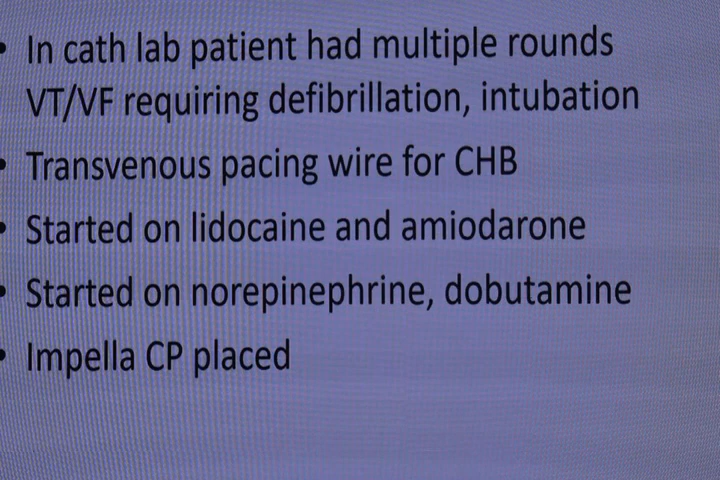 • In cath lab patient had multiple rounds
VT/VF requiring defibrillation, intubation
• Transvenous pacing wire for CHB
• Started on lidocaine and amiodarone
• Started on norepinephrine, dobutamine
• Impella CP placed